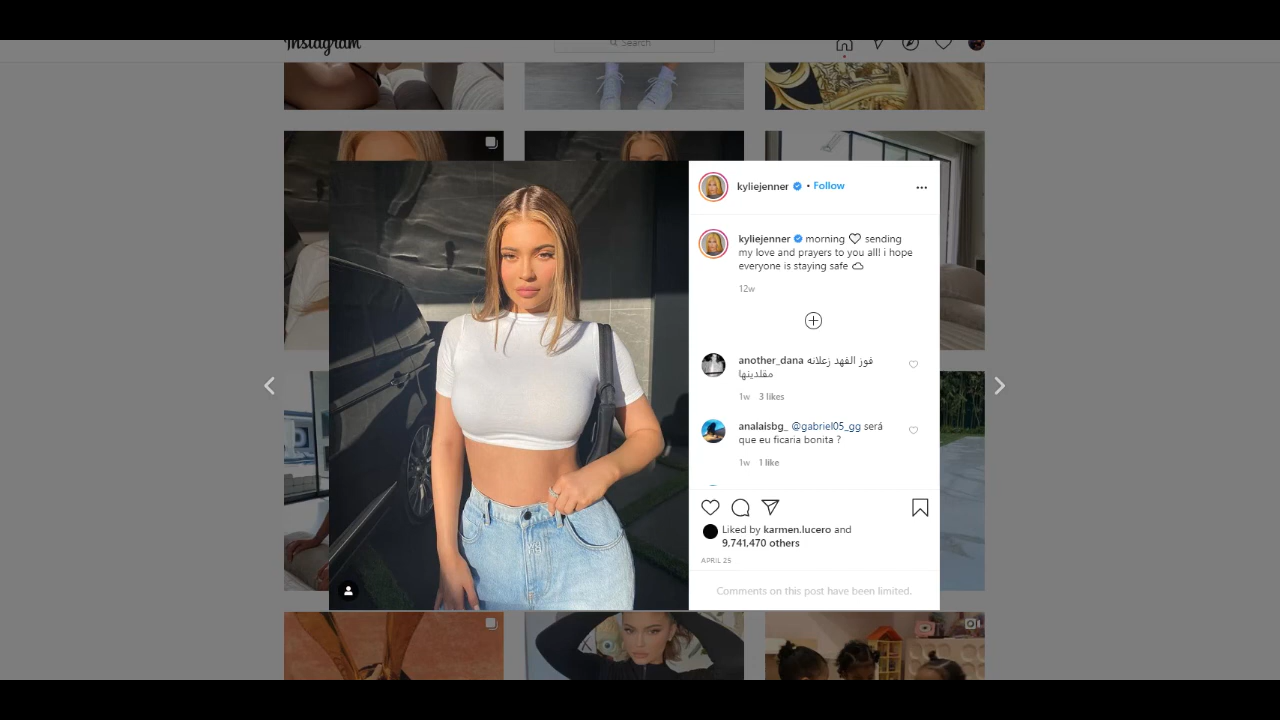 Instagram
Search
kyliejenner • Follow
kyliejenner morning ♡ sending
my love and prayers to you alll i hope
everyone is staying safe ☁
12w
another_dana فوز الفهد زعلانه
مقلدينها
1w 3 likes
analaisbg_ @gabriel05_gg será
que eu ficaria bonita ?
1w 1 like
Liked by karmen.lucero and
9,741,470 others
APRIL 25
Comments on this post have been limited.